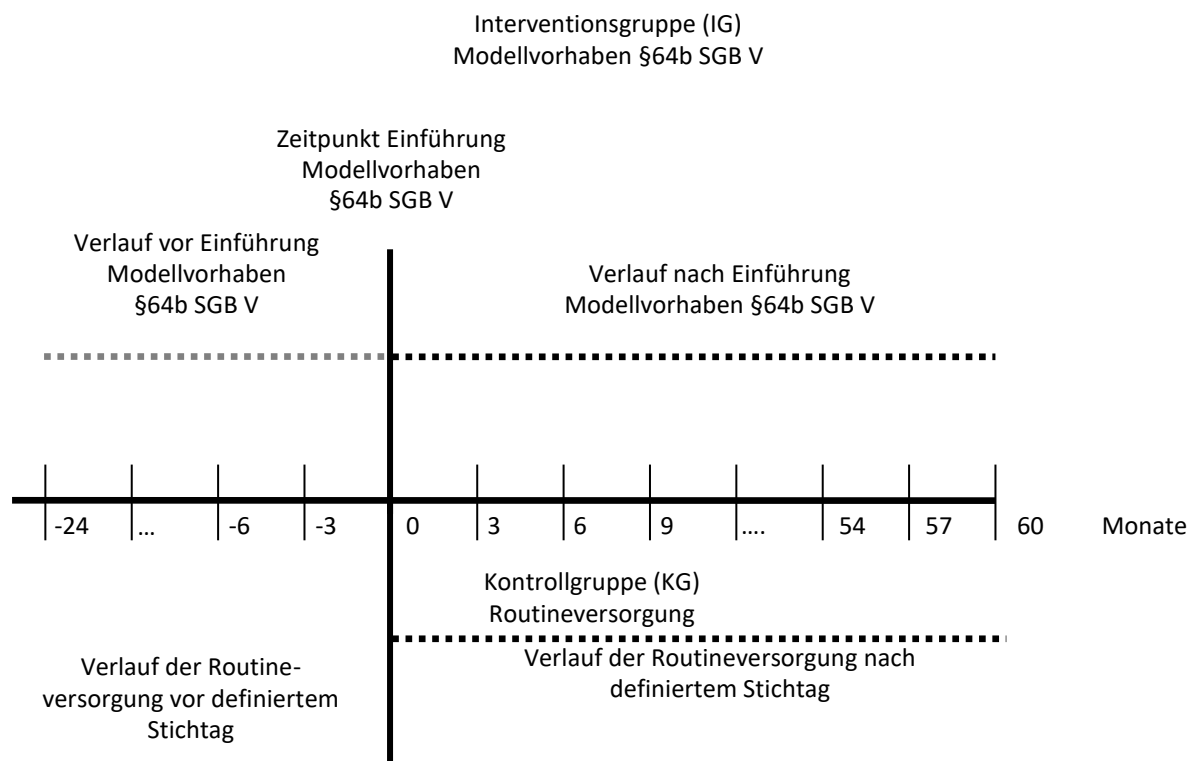 Interventionsgruppe (IG)
Modellvorhaben §64b SGB V
Zeitpunkt Einführung
Modellvorhaben
§64b SGB V
Verlauf vor Einführung
Modellvorhaben
§64b SGB V
Verlauf nach Einführung
Modellvorhaben §64b SGB V
-24 ... -6 -3 0 3 6 9 .... 54 57 60 Monate
Kontrollgruppe (KG)
Routineversorgung
Verlauf der Routine-
versorgung vor definiertem
Stichtag
Verlauf der Routineversorgung nach
definiertem Stichtag